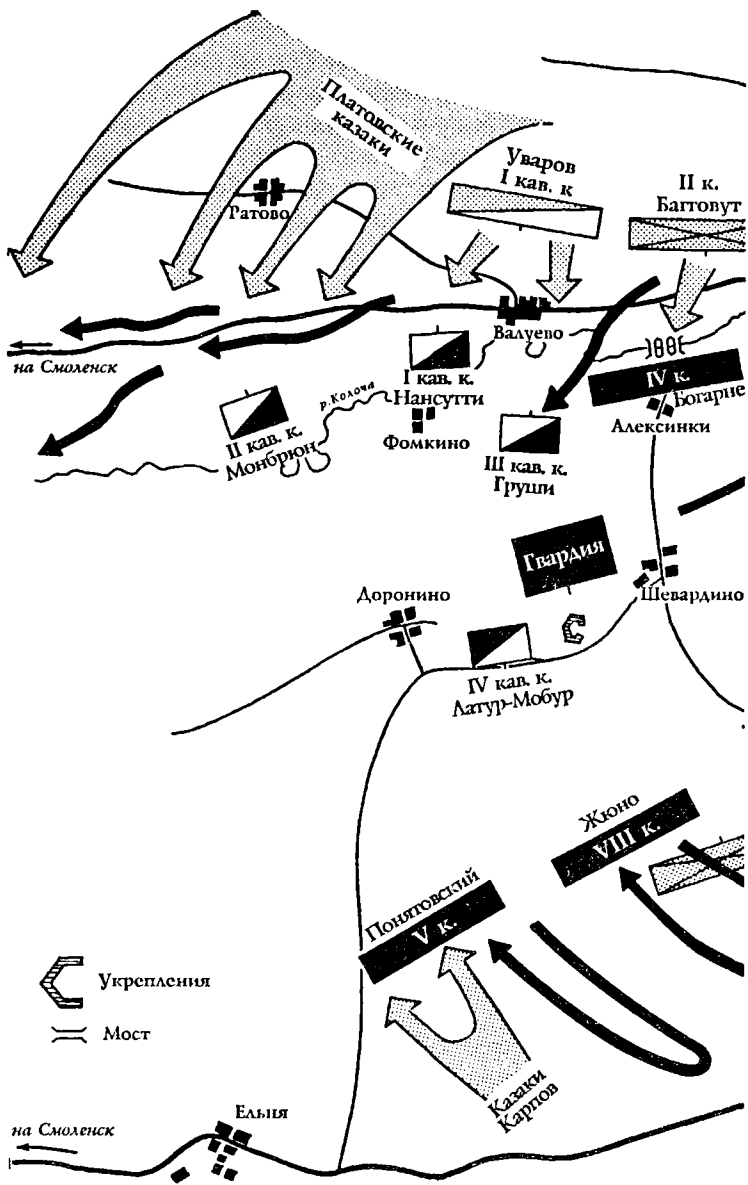 Платовские
казаки
Уваров
I кав. к
II к.
Багговут
Ратово
Валуево
на Смоленск
I кав. к.
Нансутти
IV к.
Богарне
р. Колоча
II кав. к.
Монбрюн
Фомкино
Алексинки
III кав. к.
Груши
Гвардия
Доронино
Шевардино
IV кав. к.
Латур-Мобур
Жюно
VIII к.
Понятовский
V к.
Укрепления
Мост
Казаки
Карпов
Ельня
на Смоленск